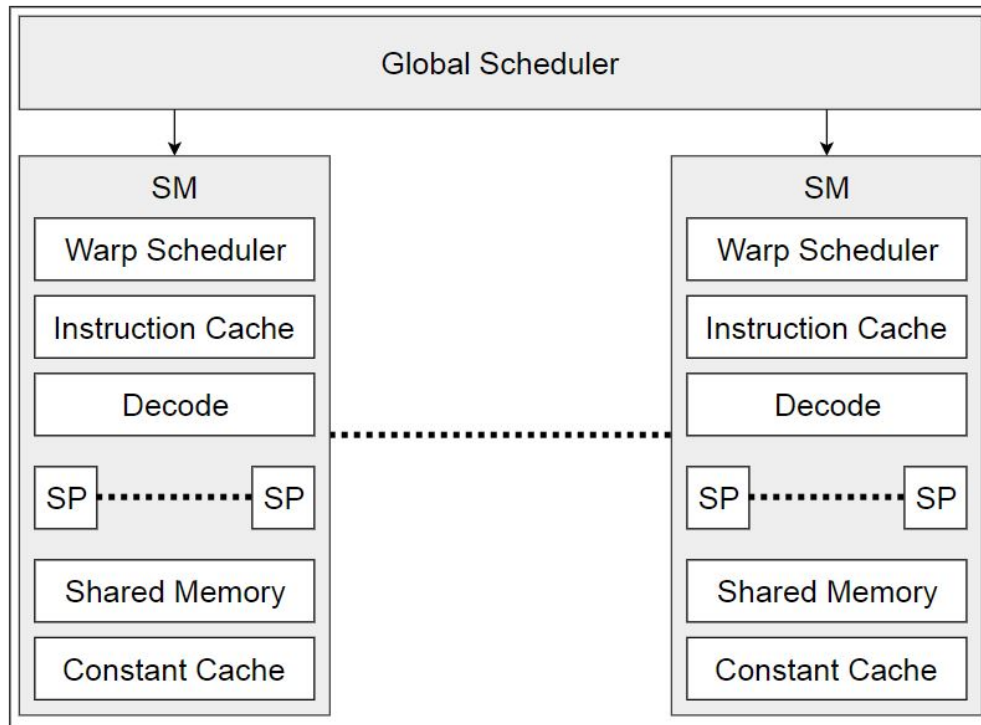 Global Scheduler
SM
Warp Scheduler
Instruction Cache
Decode
SP SP
Shared Memory
Constant Cache
SM
Warp Scheduler
Instruction Cache
Decode
SP SP
Shared Memory
Constant Cache